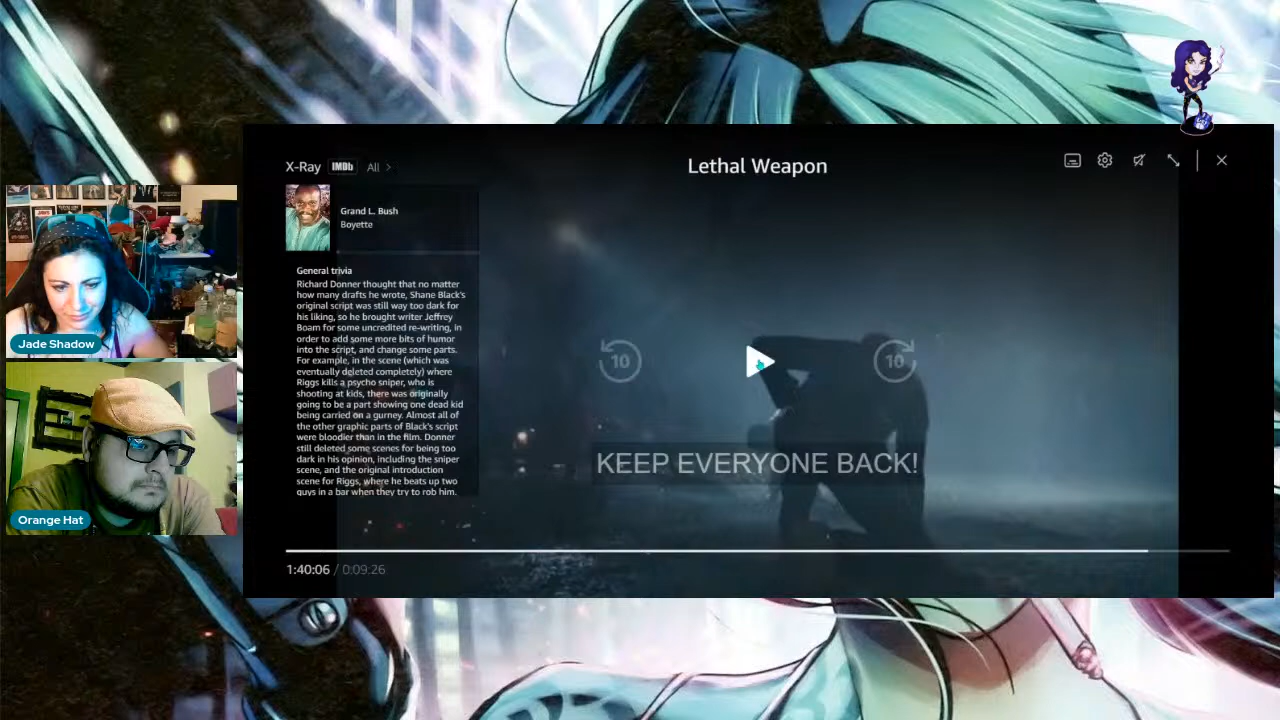 X-Ray IMDb All >
Lethal Weapon
Grand L. Bush
Boyette
General trivia
Richard Donner thought that no matter
how many drafts he wrote, Shane Black's
original script was still way too dark for
his liking, so he brought writer Jeffrey
Boam for some uncredited re-writing, in
order to add some more bits of humor
into the script, and change some parts.
For example, in the scene (which was
eventually deleted completely) where
Riggs kills a psycho sniper, who is
shooting at kids, there was originally
going to be a part showing one dead kid
being carried on a gurney. Almost all of
the other graphic parts of Black's script
were bloodier than in the film. Donner
still deleted some scenes for being too
dark in his opinion, including the sniper
scene, and the original introduction
scene for Riggs, where he beats up two
guys in a bar when they try to rob him.
10
10
KEEP EVERYONE BACK!
1:40:06 / 0:09:26
Jade Shadow
Orange Hat